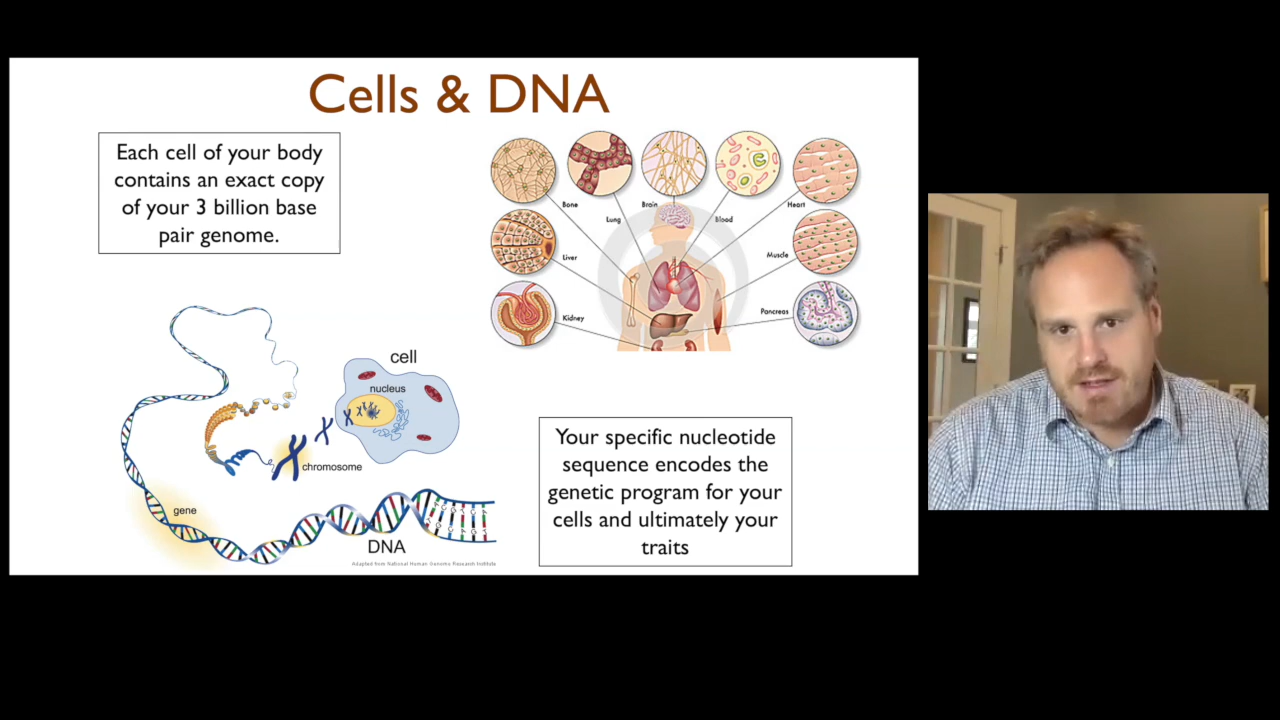 Cells & DNA
Each cell of your body
contains an exact copy
of your 3 billion base
pair genome.
Bone
Lung
Brain
Blood
Heart
Liver
Muscle
Kidney
Pancreas
cell
nucleus
chromosome
gene
DNA
Adapted from National Human Genome Research Institute
Your specific nucleotide
sequence encodes the
genetic program for your
cells and ultimately your
traits